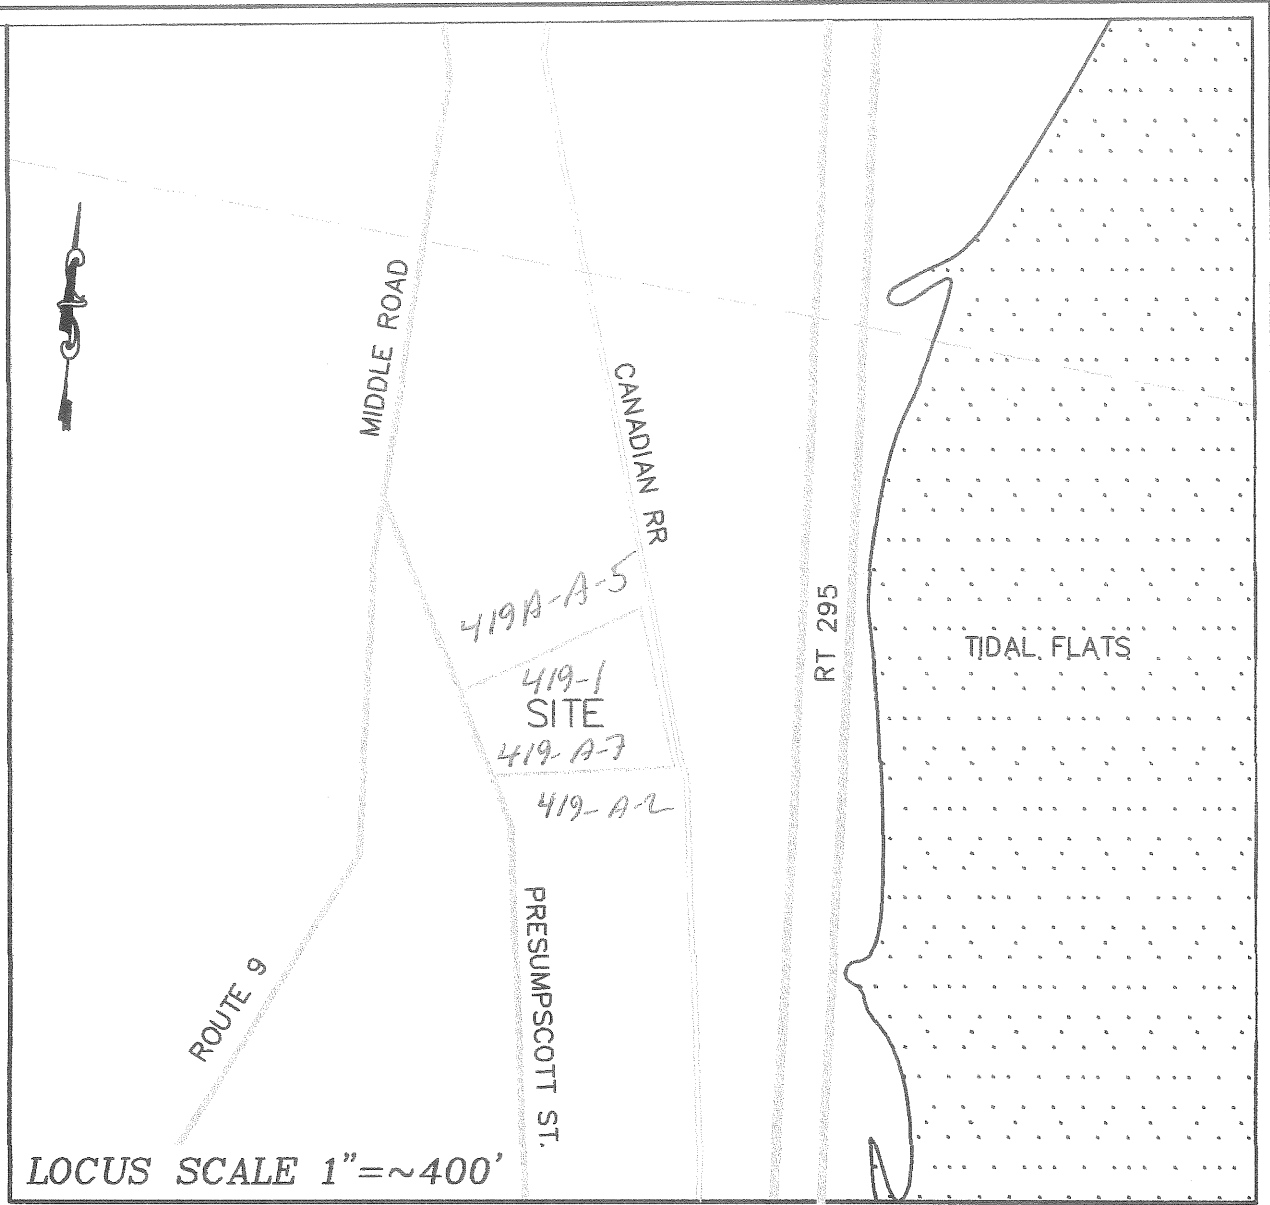 MIDDLE ROAD
CANADIAN RR
419A-A-5
RT 295
TIDAL FLATS
419-1
SITE
419-A-7
419-A-2
PRESUMPSCOTT ST.
ROUTE 9
LOCUS SCALE 1"=~400'